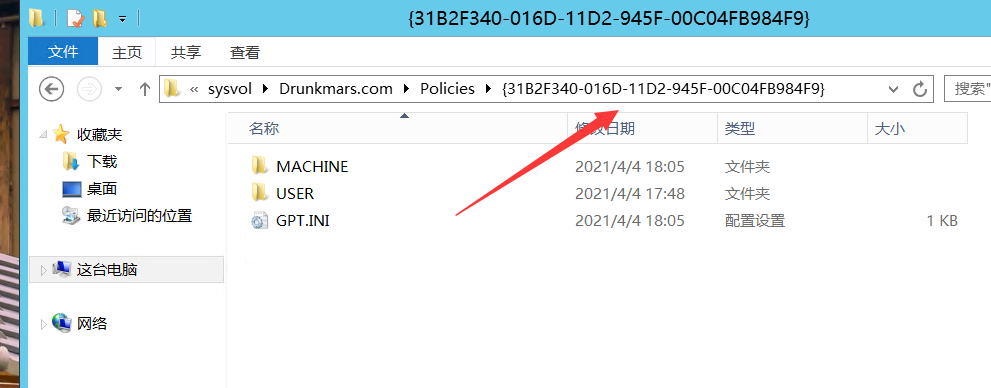 {31B2F340-016D-11D2-945F-00C04FB984F9}
文件 主页 共享 查看
« sysvol Drunkmars.com Policies {31B2F340-016D-11D2-945F-00C04FB984F9} 搜索"
收藏夹
下载
桌面
最近访问的位置
这台电脑
网络
名称 修改日期 类型 大小
MACHINE 2021/4/4 18:05 文件夹
USER 2021/4/4 17:48 文件夹
GPT.INI 2021/4/4 18:05 配置设置 1 KB